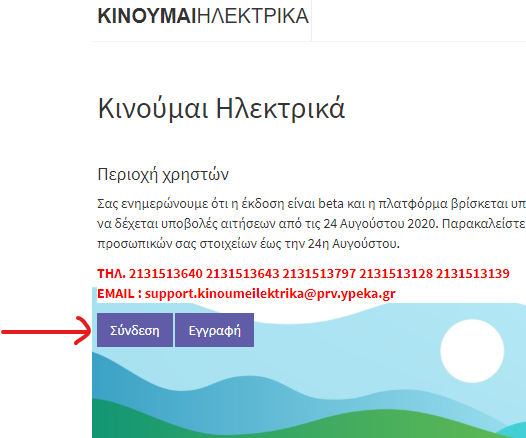 ΚΙΝΟΥΜΑΙΗΛΕΚΤΡΙΚΑ
Κινούμαι Ηλεκτρικά
Περιοχή χρηστών
Σας ενημερώνουμε ότι η έκδοση είναι beta και η πλατφόρμα βρίσκεται υπ
να δέχεται υποβολές αιτήσεων από τις 24 Αυγούστου 2020. Παρακαλείστε
προσωπικών σας στοιχείων έως την 24η Αυγούστου.
ΤΗΛ. 2131513640 2131513643 2131513797 2131513128 2131513139
EMAIL : support.kinoumeilektrika@prv.ypeka.gr
Σύνδεση Εγγραφή